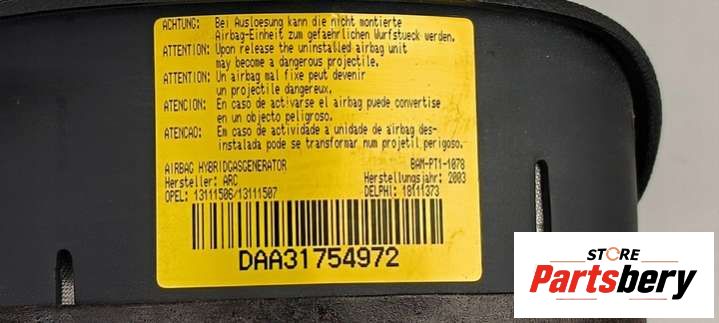 ACHTUNG: Bei Ausloesung kann die nicht montierte
Airbag-Einheit zum gefaehrlichen Wurfstueck werden.
ATTENTION: Upon release the uninstalled airbag unit
may become a dangerous projectile.
ATTENTION: Un airbag mal fixe peut devenir
un projectile dangereux.
ATENCION: En caso de activarse el airbag puede convertise
en un objecto peligroso.
ATENCAO: Em caso de actividade a unidade de airbag des-
instalada pode se transformar num projetil perigoso.
AIRBAG HYBRIDGASGENERATOR BAM-PT1-1078
Hersteller: ARC Herstellungsjahr: 2003
OPEL: 13111506/13111507 DELPHI: 18111373
DAA31754972
STORE
Partsbery